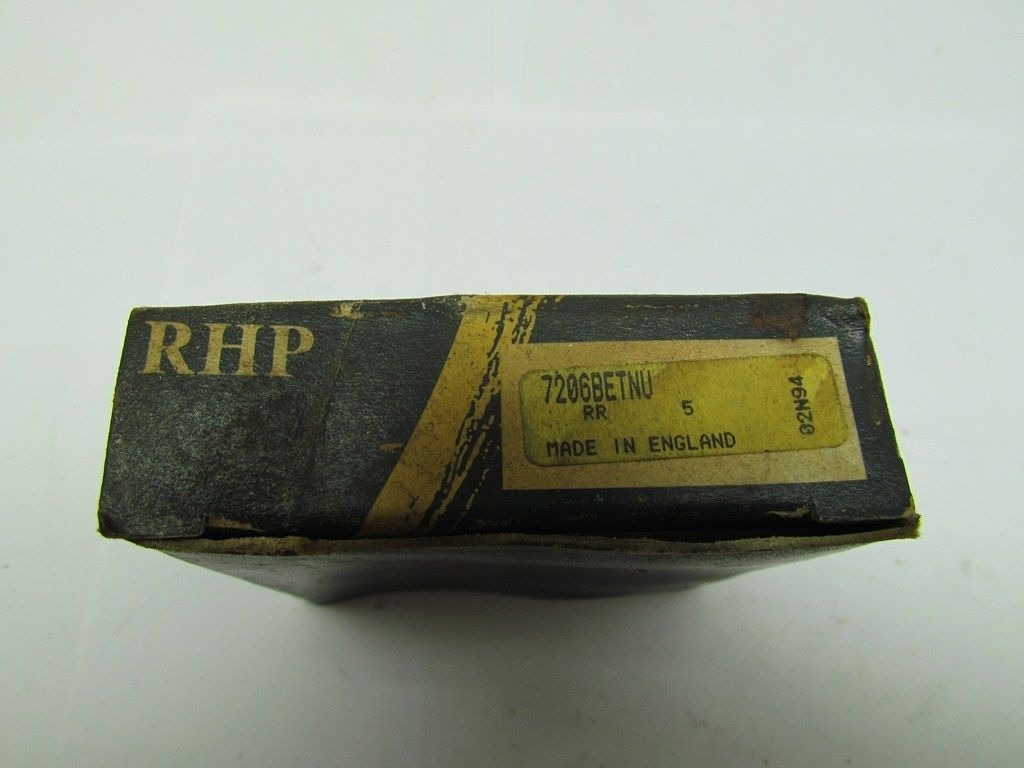 RHP
7206BETNU
RR 5
MADE IN ENGLAND
02N94